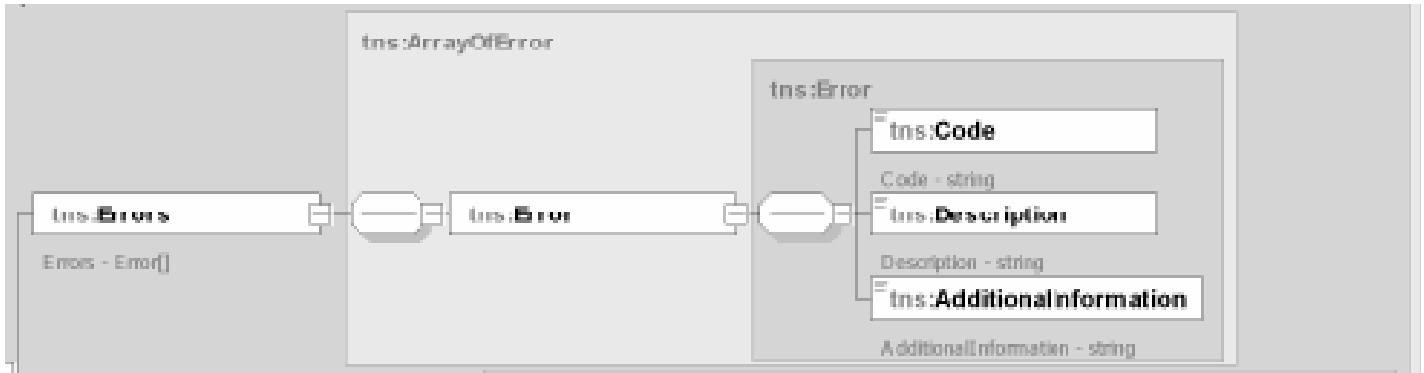 tns:ArrayOfError
tns:Error
tns:Code
Code - string
tns:Errors
tns:Error
tns:Description
Errors - Error[]
Description - string
tns:AdditionalInformation
AdditionalInformation - string